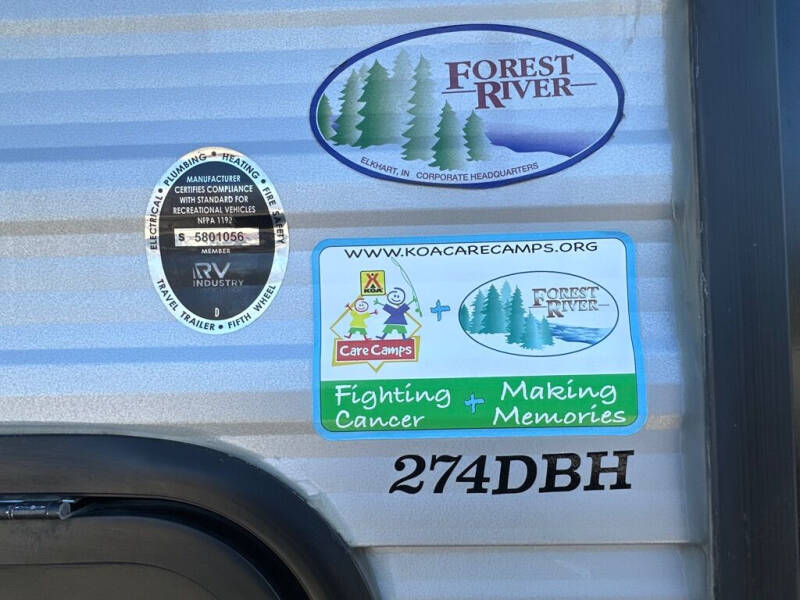 FOREST
RIVER
ELKHART, IN CORPORATE HEADQUARTERS
ELECTRICAL • PLUMBING • HEATING • FIRE SAFETY
MANUFACTURER
CERTIFIES COMPLIANCE
WITH STANDARD FOR
RECREATIONAL VEHICLES
NFPA 1192
S 5801056
MEMBER
RV
INDUSTRY
D
TRAVEL TRAILER • FIFTH WHEEL
WWW.KOACARECAMPS.ORG
KOA
Care Camps
+
FOREST
RIVER
Fighting
Cancer
+
Making
Memories
274DBH